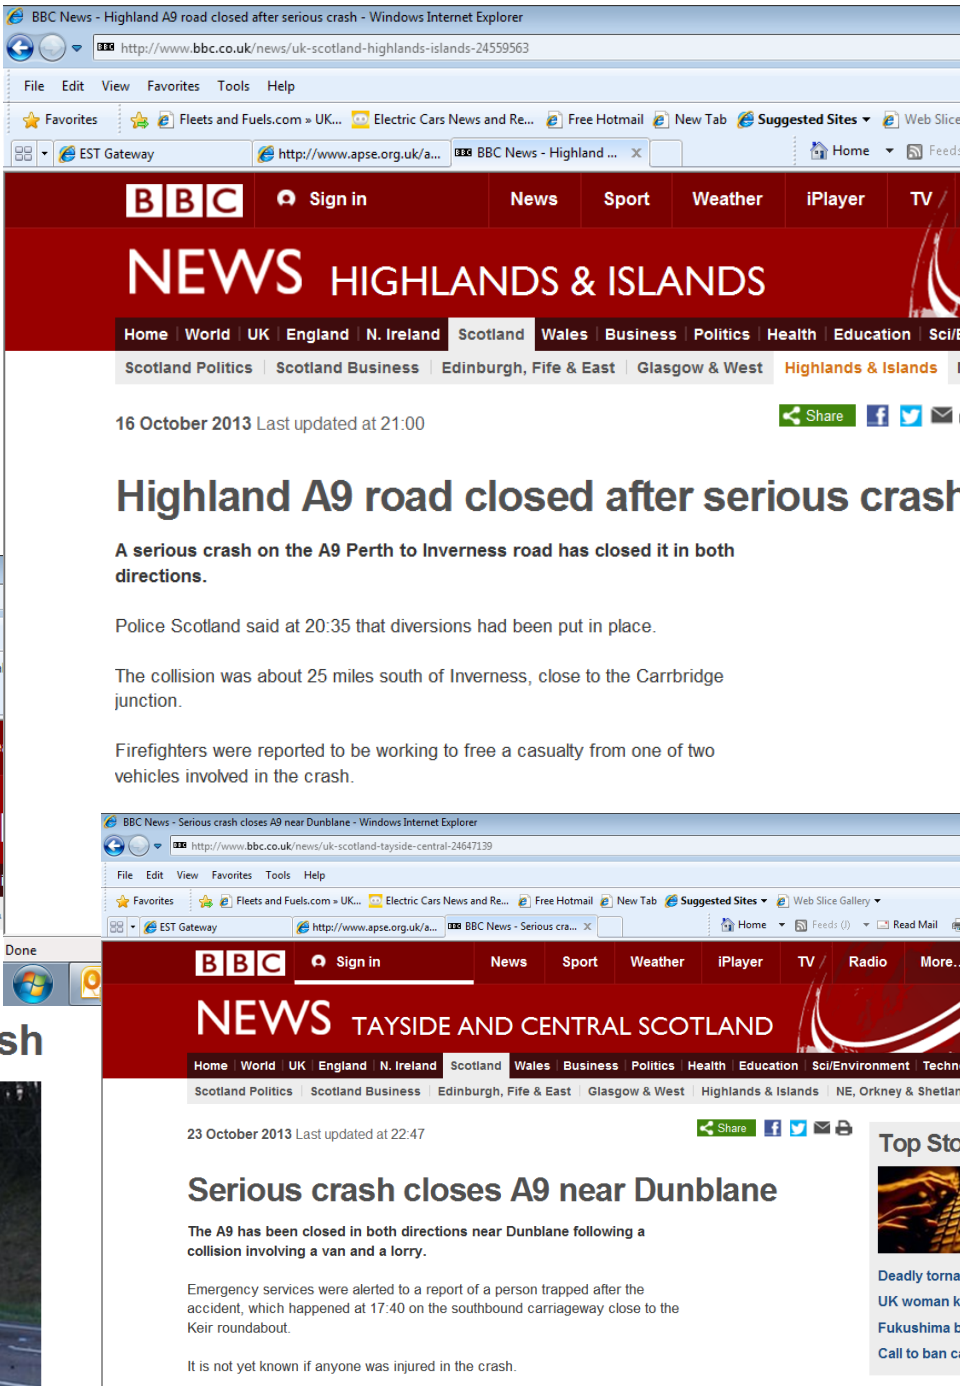 BBC News - Highland A9 road closed after serious crash - Windows Internet Explorer
http://www.bbc.co.uk/news/uk-scotland-highlands-islands-24559563
File Edit View Favorites Tools Help
Favorites Fleets and Fuels.com » UK... Electric Cars News and Re... Free Hotmail New Tab Suggested Sites Web Slice
EST Gateway http://www.apse.org.uk/a... BBC News - Highland ... X Home Feeds
BBC Sign in News Sport Weather iPlayer TV
NEWS HIGHLANDS & ISLANDS
Home World UK England N. Ireland Scotland Wales Business Politics Health Education Sci/E
Scotland Politics Scotland Business Edinburgh, Fife & East Glasgow & West Highlands & Islands
16 October 2013 Last updated at 21:00 Share
Highland A9 road closed after serious crash
A serious crash on the A9 Perth to Inverness road has closed it in both
directions.
Police Scotland said at 20:35 that diversions had been put in place.
The collision was about 25 miles south of Inverness, close to the Carrbridge
junction.
Firefighters were reported to be working to free a casualty from one of two
vehicles involved in the crash.
BBC News - Serious crash closes A9 near Dunblane - Windows Internet Explorer
http://www.bbc.co.uk/news/uk-scotland-tayside-central-24647139
File Edit View Favorites Tools Help
Favorites Fleets and Fuels.com » UK... Electric Cars News and Re... Free Hotmail New Tab Suggested Sites Web Slice Gallery
EST Gateway http://www.apse.org.uk/a... BBC News - Serious cra... X Home Feeds (J) Read Mail
Done
BBC Sign in News Sport Weather iPlayer TV Radio More...
NEWS TAYSIDE AND CENTRAL SCOTLAND
sh
Home World UK England N. Ireland Scotland Wales Business Politics Health Education Sci/Environment Techn
Scotland Politics Scotland Business Edinburgh, Fife & East Glasgow & West Highlands & Islands NE, Orkney & Shetlan
23 October 2013 Last updated at 22:47 Share
Top Sto
Serious crash closes A9 near Dunblane
The A9 has been closed in both directions near Dunblane following a
collision involving a van and a lorry.
Emergency services were alerted to a report of a person trapped after the
accident, which happened at 17:40 on the southbound carriageway close to the
Keir roundabout.
It is not yet known if anyone was injured in the crash.
Deadly torna
UK woman k
Fukushima b
Call to ban ca